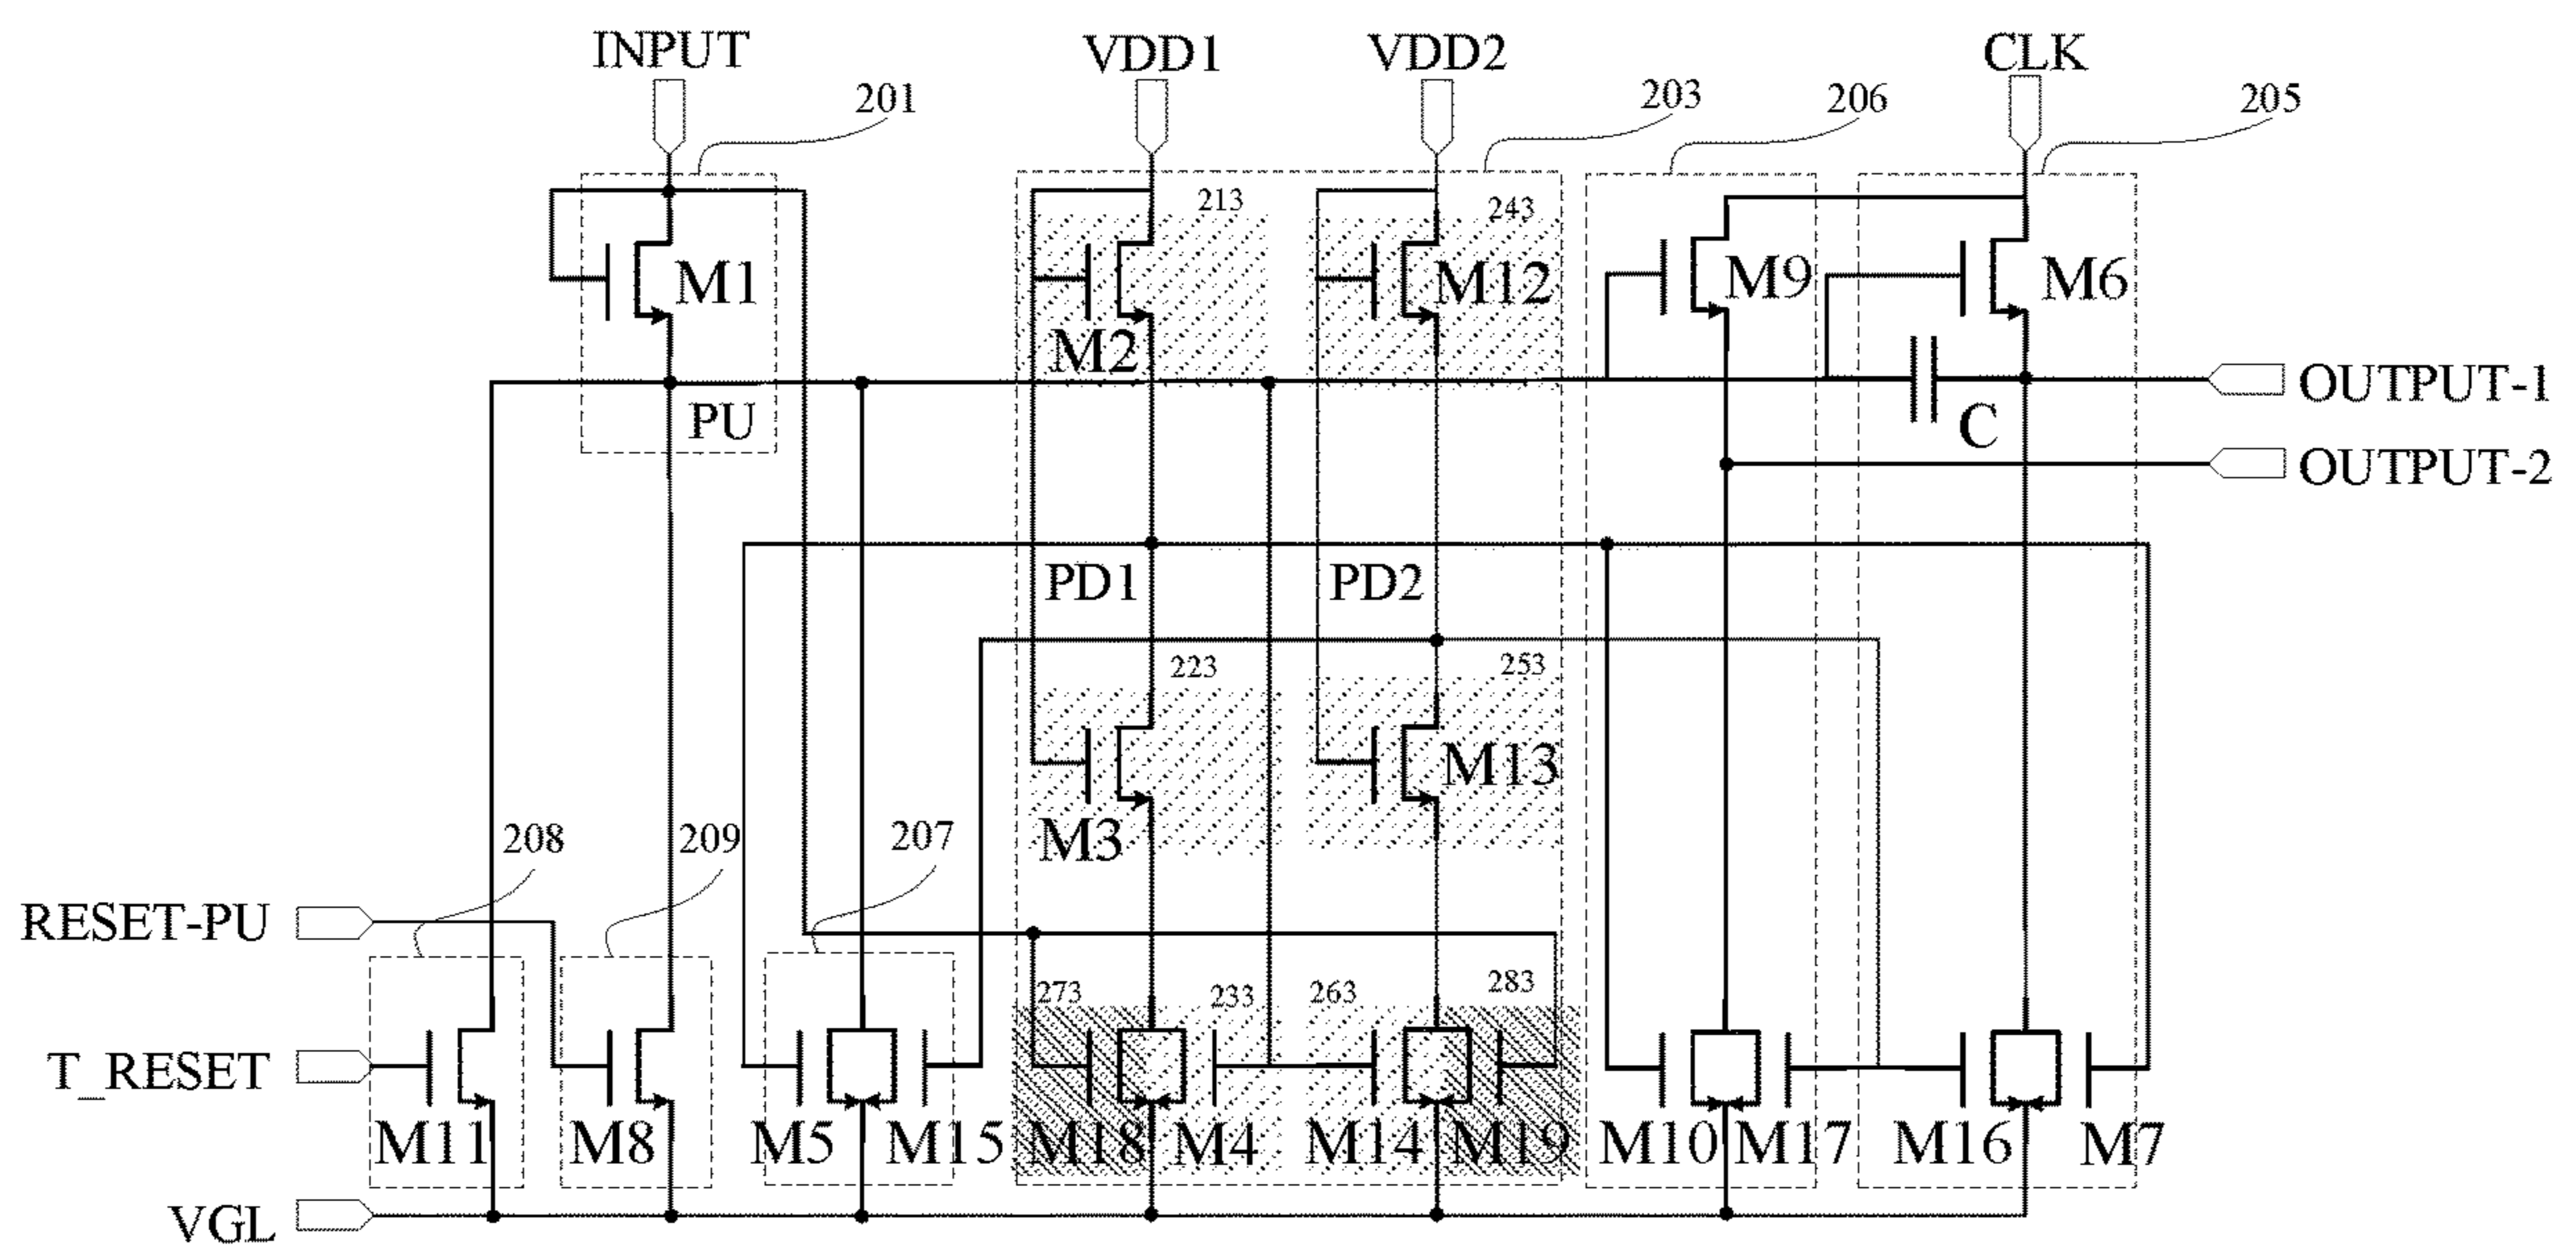 INPUT
VDD1
VDD2
CLK
201
203
206
205
213
243
M1
M2
M12
M9
M6
PU
C
OUTPUT-1
OUTPUT-2
PD1
PD2
223
253
M3
M13
208
209
207
RESET-PU
273
233
263
283
T_RESET
M11
M8
M5
M15
M18
M4
M14
M19
M10
M17
M16
M7
VGL